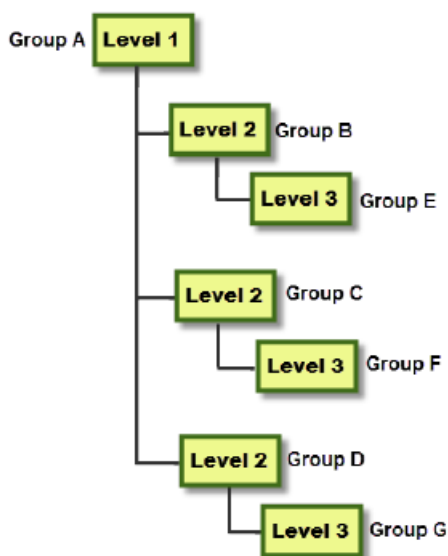 Group A Level 1
Level 2 Group B
Level 3 Group E
Level 2 Group C
Level 3 Group F
Level 2 Group D
Level 3 Group G